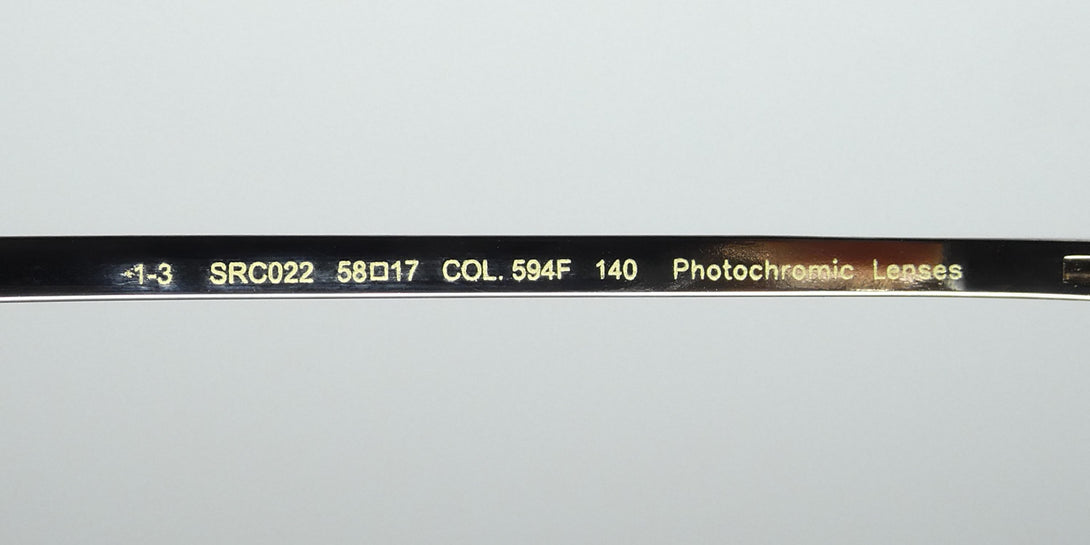 1-3 SRC022 58□17 COL. 594F 140 Photochromic Lenses